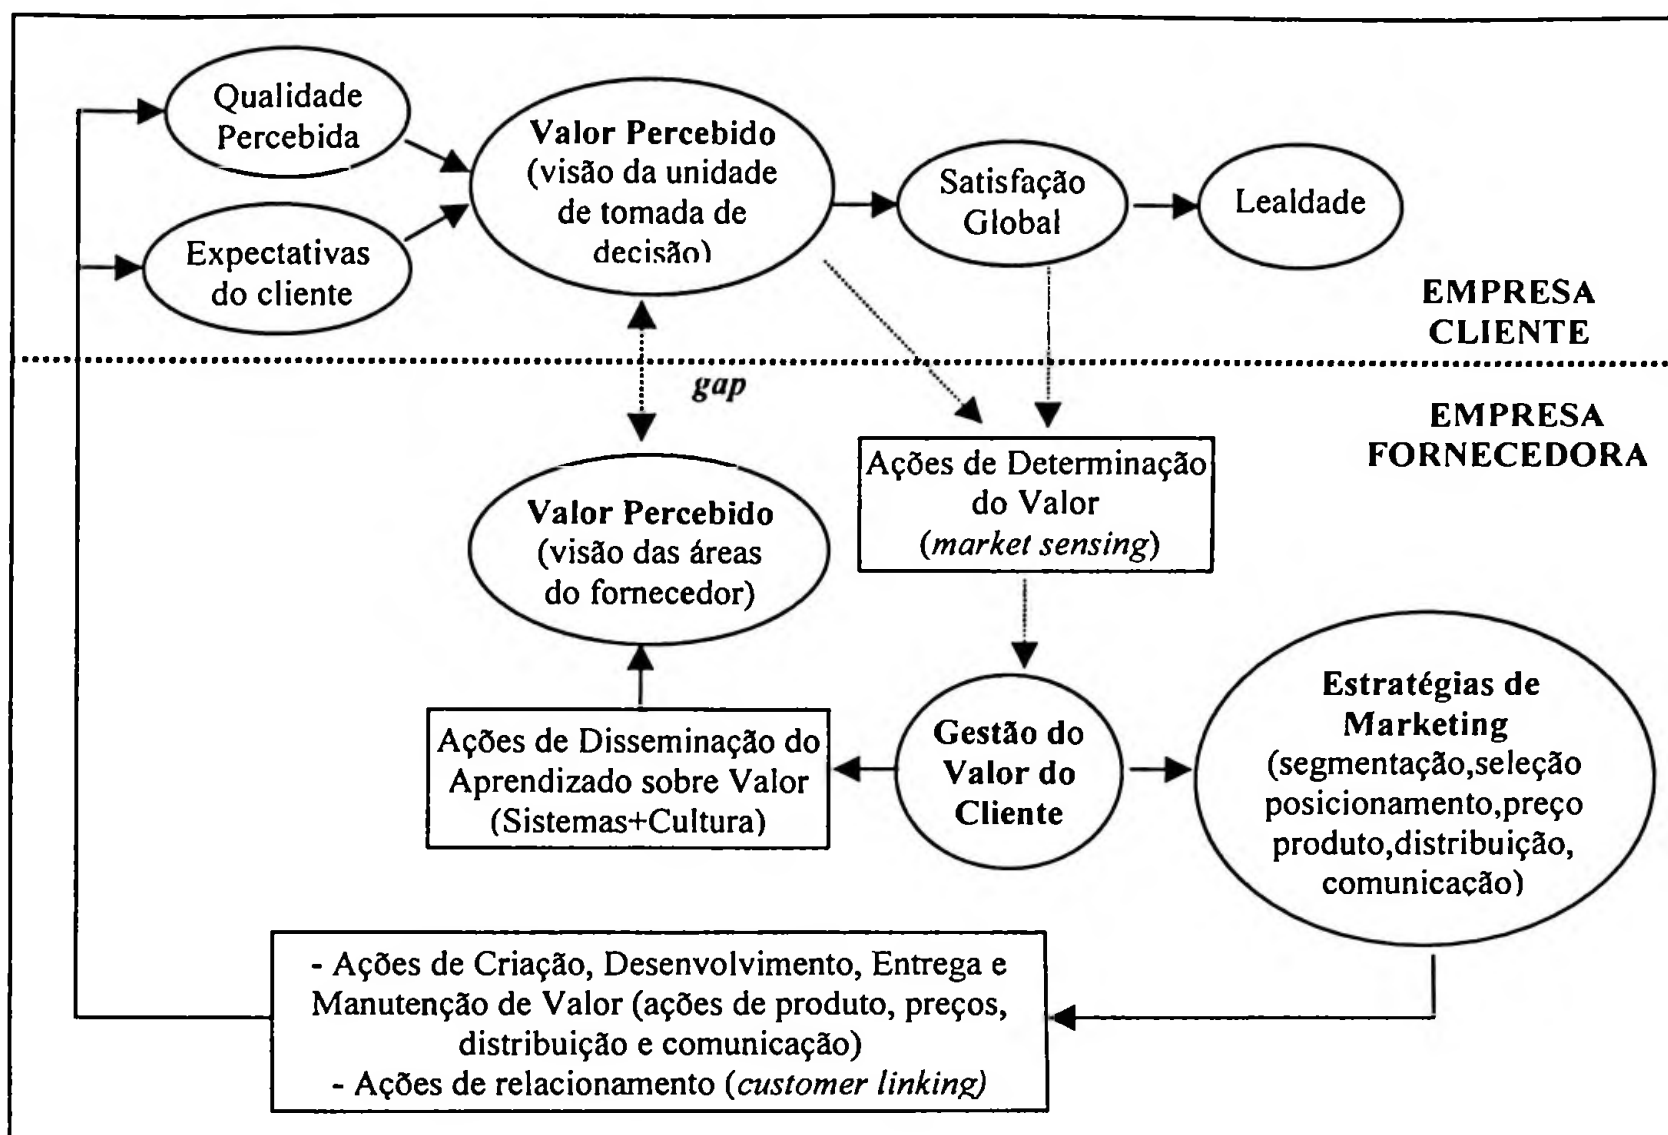 Qualidade
Percebida
Valor Percebido
(visão da unidade
de tomada de
decisão)
Satisfação
Global
Lealdade
Expectativas
do cliente
EMPRESA
CLIENTE
gap
EMPRESA
FORNECEDORA
Ações de Determinação
do Valor
(market sensing)
Valor Percebido
(visão das áreas
do fornecedor)
Estratégias de
Marketing
(segmentação,seleção
posicionamento,preço
produto,distribuição,
comunicação)
Gestão do
Valor do
Cliente
Ações de Disseminação do
Aprendizado sobre Valor
(Sistemas+Cultura)
- Ações de Criação, Desenvolvimento, Entrega e
Manutenção de Valor (ações de produto, preços,
distribuição e comunicação)
- Ações de relacionamento (customer linking)